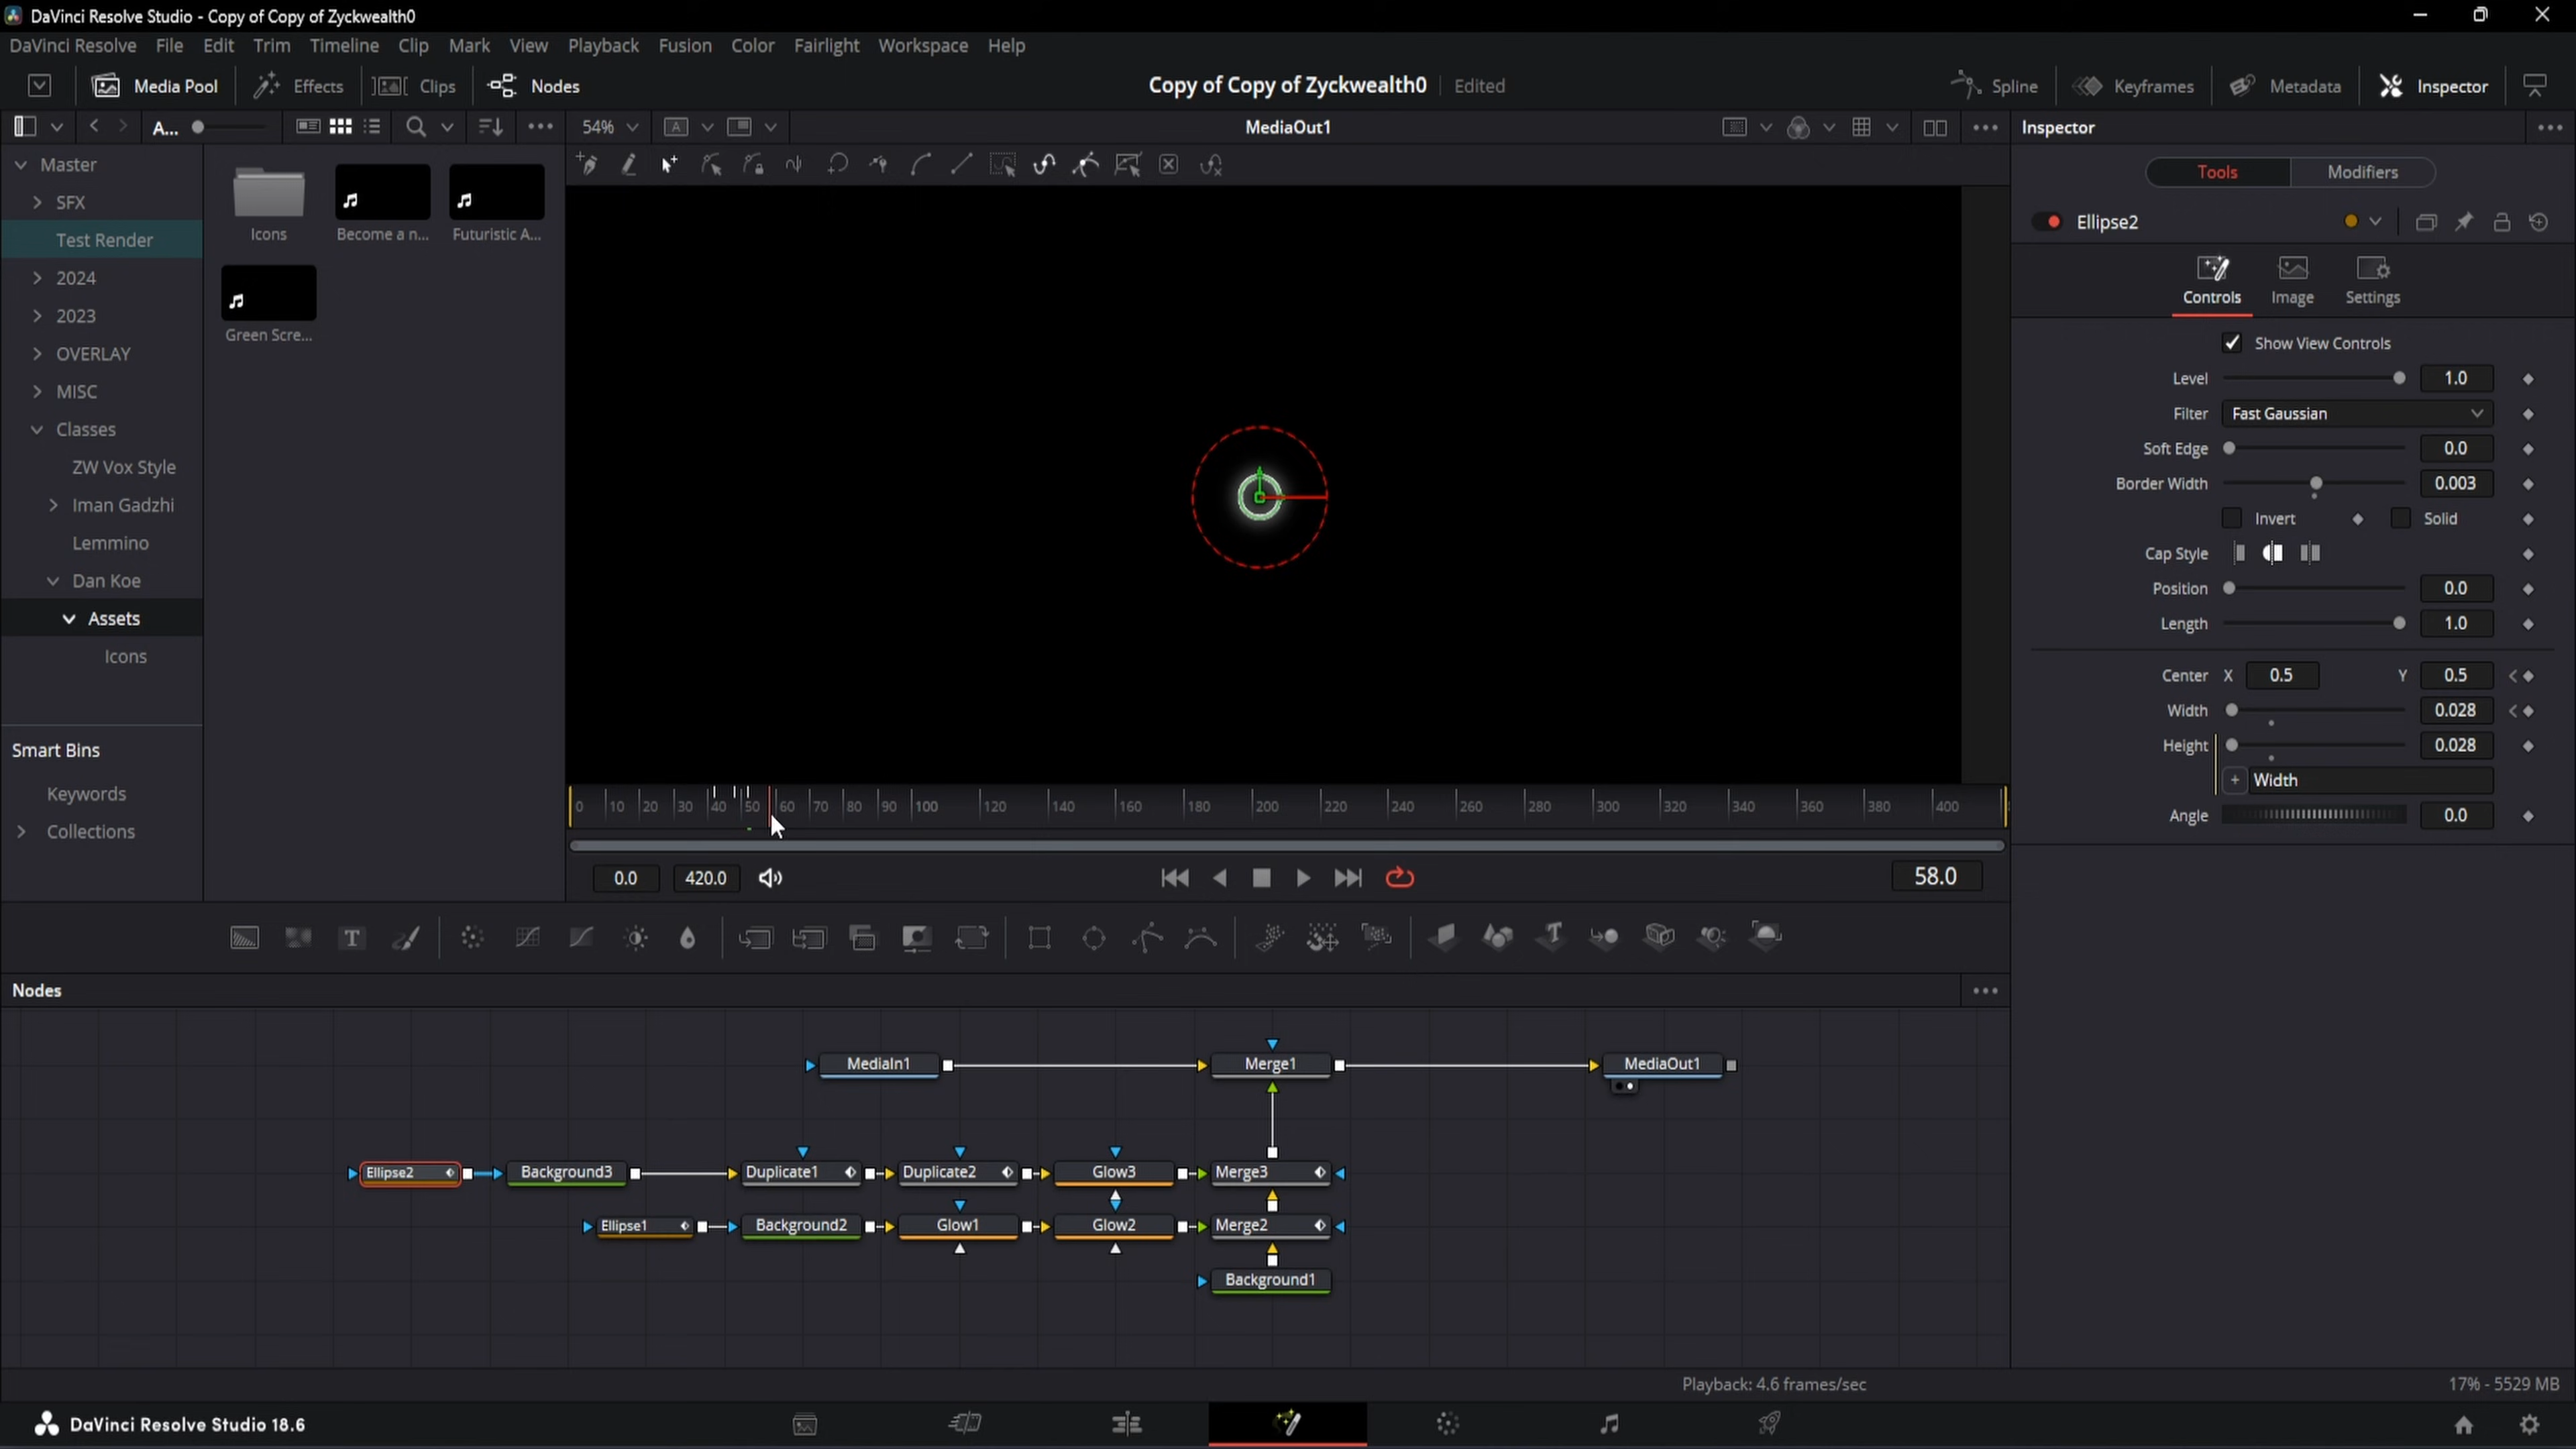 DaVinci Resolve Studio - Copy of Copy of Zyckwealth0
DaVinci Resolve File Edit Trim Timeline Clip Mark View Playback Fusion Color Fairlight Workspace Help
Media Pool Effects Clips Nodes Copy of Copy of Zyckwealth0 Edited Spline Keyframes Metadata Inspector
A... 54% A MediaOut1 Inspector
Master
SFX
Test Render
2024
2023
OVERLAY
MISC
Classes
ZW Vox Style
Iman Gadzhi
Lemmino
Dan Koe
Assets
Icons
Smart Bins
Keywords
Collections
Icons Become a n... Futuristic A...
Green Scre...
Tools Modifiers
Ellipse2
Controls Image Settings
Show View Controls
Level 1.0
Filter Fast Gaussian
Soft Edge 0.0
Border Width 0.003
Invert Solid
Cap Style
Position 0.0
Length 1.0
Center X 0.5 Y 0.5
Width 0.028
Height 0.028
+ Width
Angle 0.0
0 10 20 30 40 50 60 70 80 90 100 120 140 160 180 200 220 240 260 280 300 320 340 360 380 400
0.0 420.0 58.0
Nodes
MediaIn1 Merge1 MediaOut1
Ellipse2 Background3 Duplicate1 Duplicate2 Glow3 Merge3
Ellipse1 Background2 Glow1 Glow2 Merge2
Background1
Playback: 4.6 frames/sec 17% - 5529 MB
DaVinci Resolve Studio 18.6